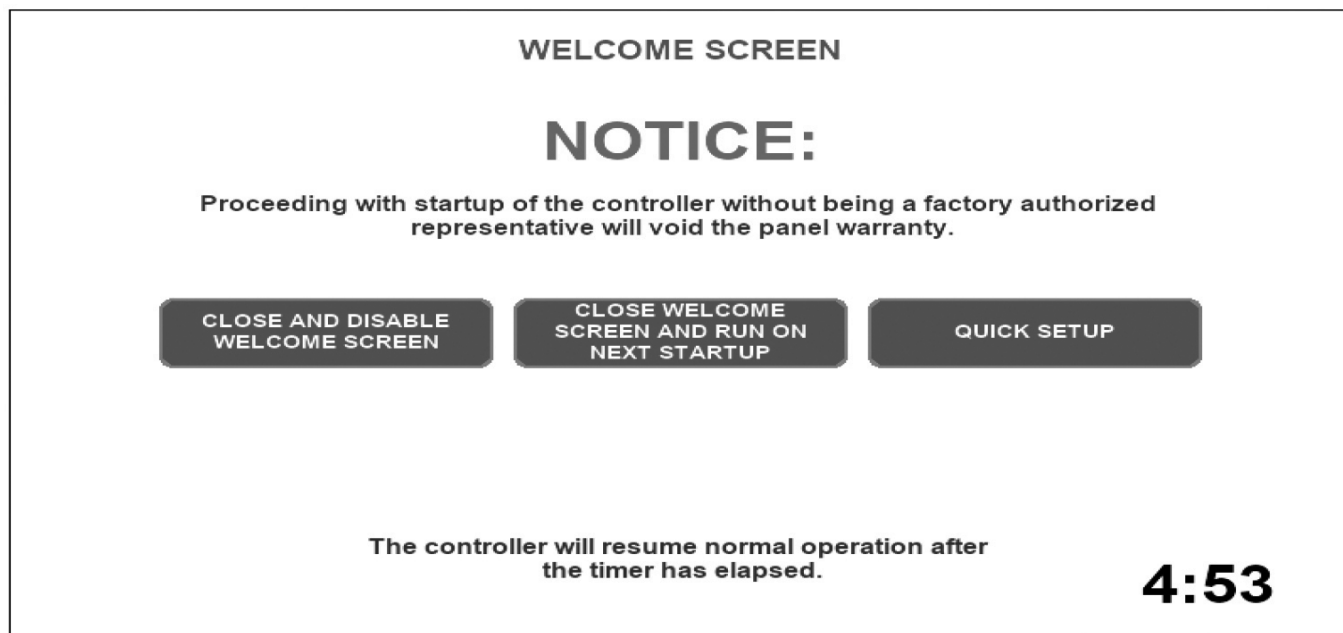 WELCOME SCREEN
NOTICE:
Proceeding with startup of the controller without being a factory authorized
representative will void the panel warranty.
CLOSE AND DISABLE
WELCOME SCREEN
CLOSE WELCOME
SCREEN AND RUN ON
NEXT STARTUP
QUICK SETUP
The controller will resume normal operation after
the timer has elapsed.
4:53